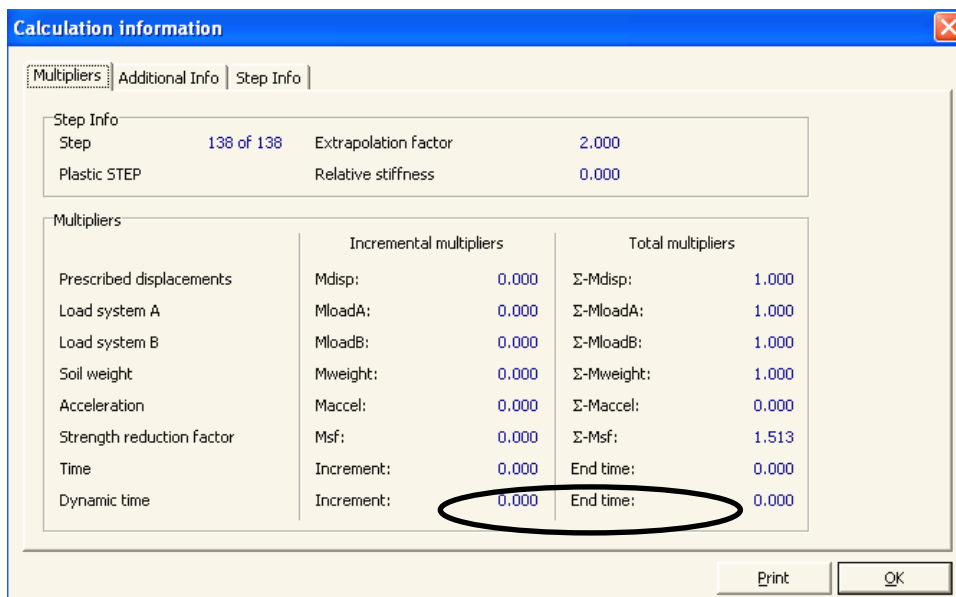 Calculation information
Multipliers Additional Info Step Info
Step Info
Step 138 of 138 Extrapolation factor 2.000
Plastic STEP Relative stiffness 0.000
Multipliers
Incremental multipliers Total multipliers
Prescribed displacements Mdisp: 0.000 Σ-Mdisp: 1.000
Load system A MloadA: 0.000 Σ-MloadA: 1.000
Load system B MloadB: 0.000 Σ-MloadB: 1.000
Soil weight Mweight: 0.000 Σ-Mweight: 1.000
Acceleration Maccel: 0.000 Σ-Maccel: 0.000
Strength reduction factor Msf: 0.000 Σ-Msf: 1.513
Time Increment: 0.000 End time: 0.000
Dynamic time Increment: 0.000 End time: 0.000
Print OK